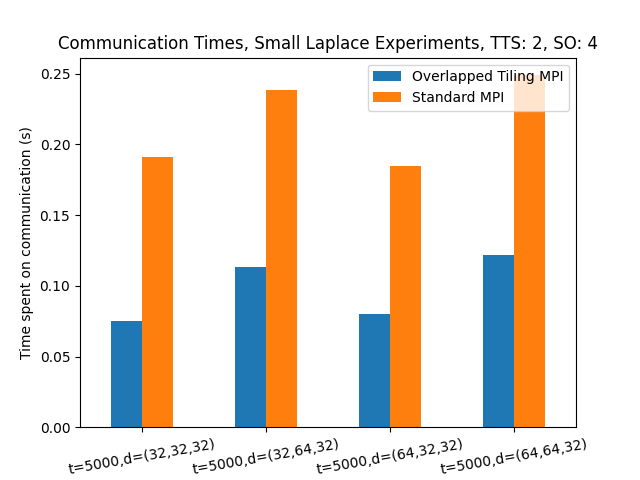 Communication Times, Small Laplace Experiments, TTS: 2, SO: 4
Overlapped Tiling MPI
Standard MPI
Time spent on communication (s)
0.25
0.20
0.15
0.10
0.05
0.00
t=5000,d=(32,32,32)
t=5000,d=(32,64,32)
t=5000,d=(64,32,32)
t=5000,d=(64,64,32)